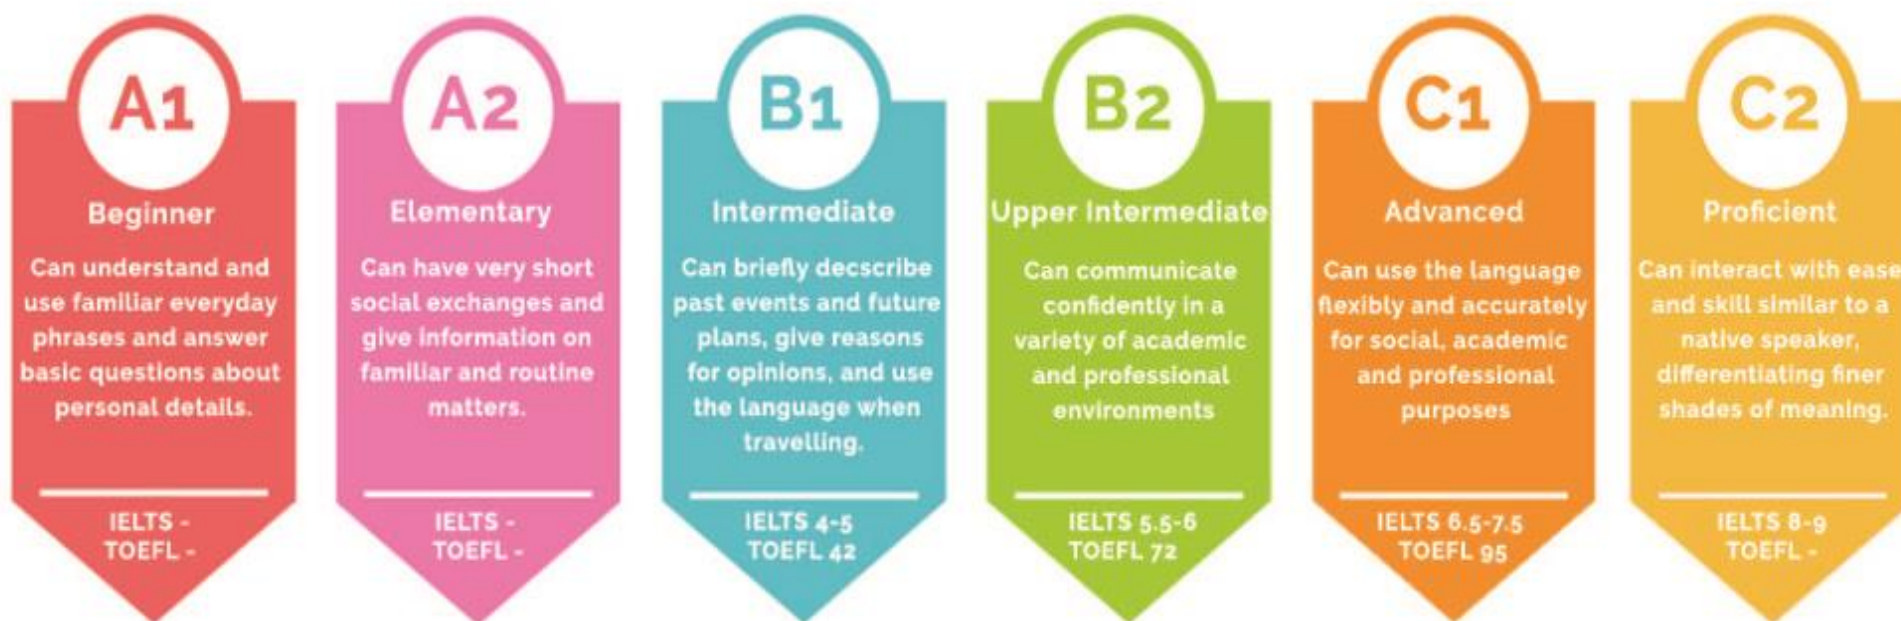 A1
Beginner
Can understand and
use familiar everyday
phrases and answer
basic questions about
personal details.
IELTS -
TOEFL -
A2
Elementary
Can have very short
social exchanges and
give information on
familiar and routine
matters.
IELTS -
TOEFL -
B1
Intermediate
Can briefly decscribe
past events and future
plans, give reasons
for opinions, and use
the language when
travelling.
IELTS 4-5
TOEFL 42
B2
Upper Intermediate
Can communicate
confidently in a
variety of academic
and professional
environments
IELTS 5.5-6
TOEFL 72
C1
Advanced
Can use the language
flexibly and accurately
for social, academic
and professional
purposes
IELTS 6.5-7.5
TOEFL 95
C2
Proficient
Can interact with ease
and skill similar to a
native speaker,
differentiating finer
shades of meaning.
IELTS 8-9
TOEFL -